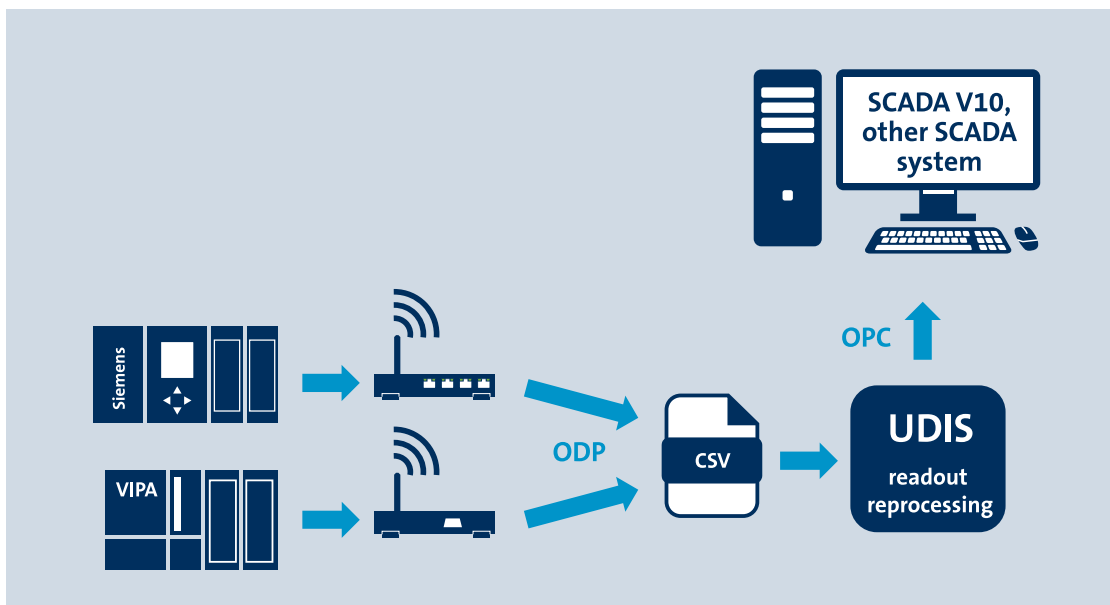 SCADA V10,
other SCADA
system
OPC
Siemens
UDIS
ODP
CSV
readout
reprocessing
VIPA